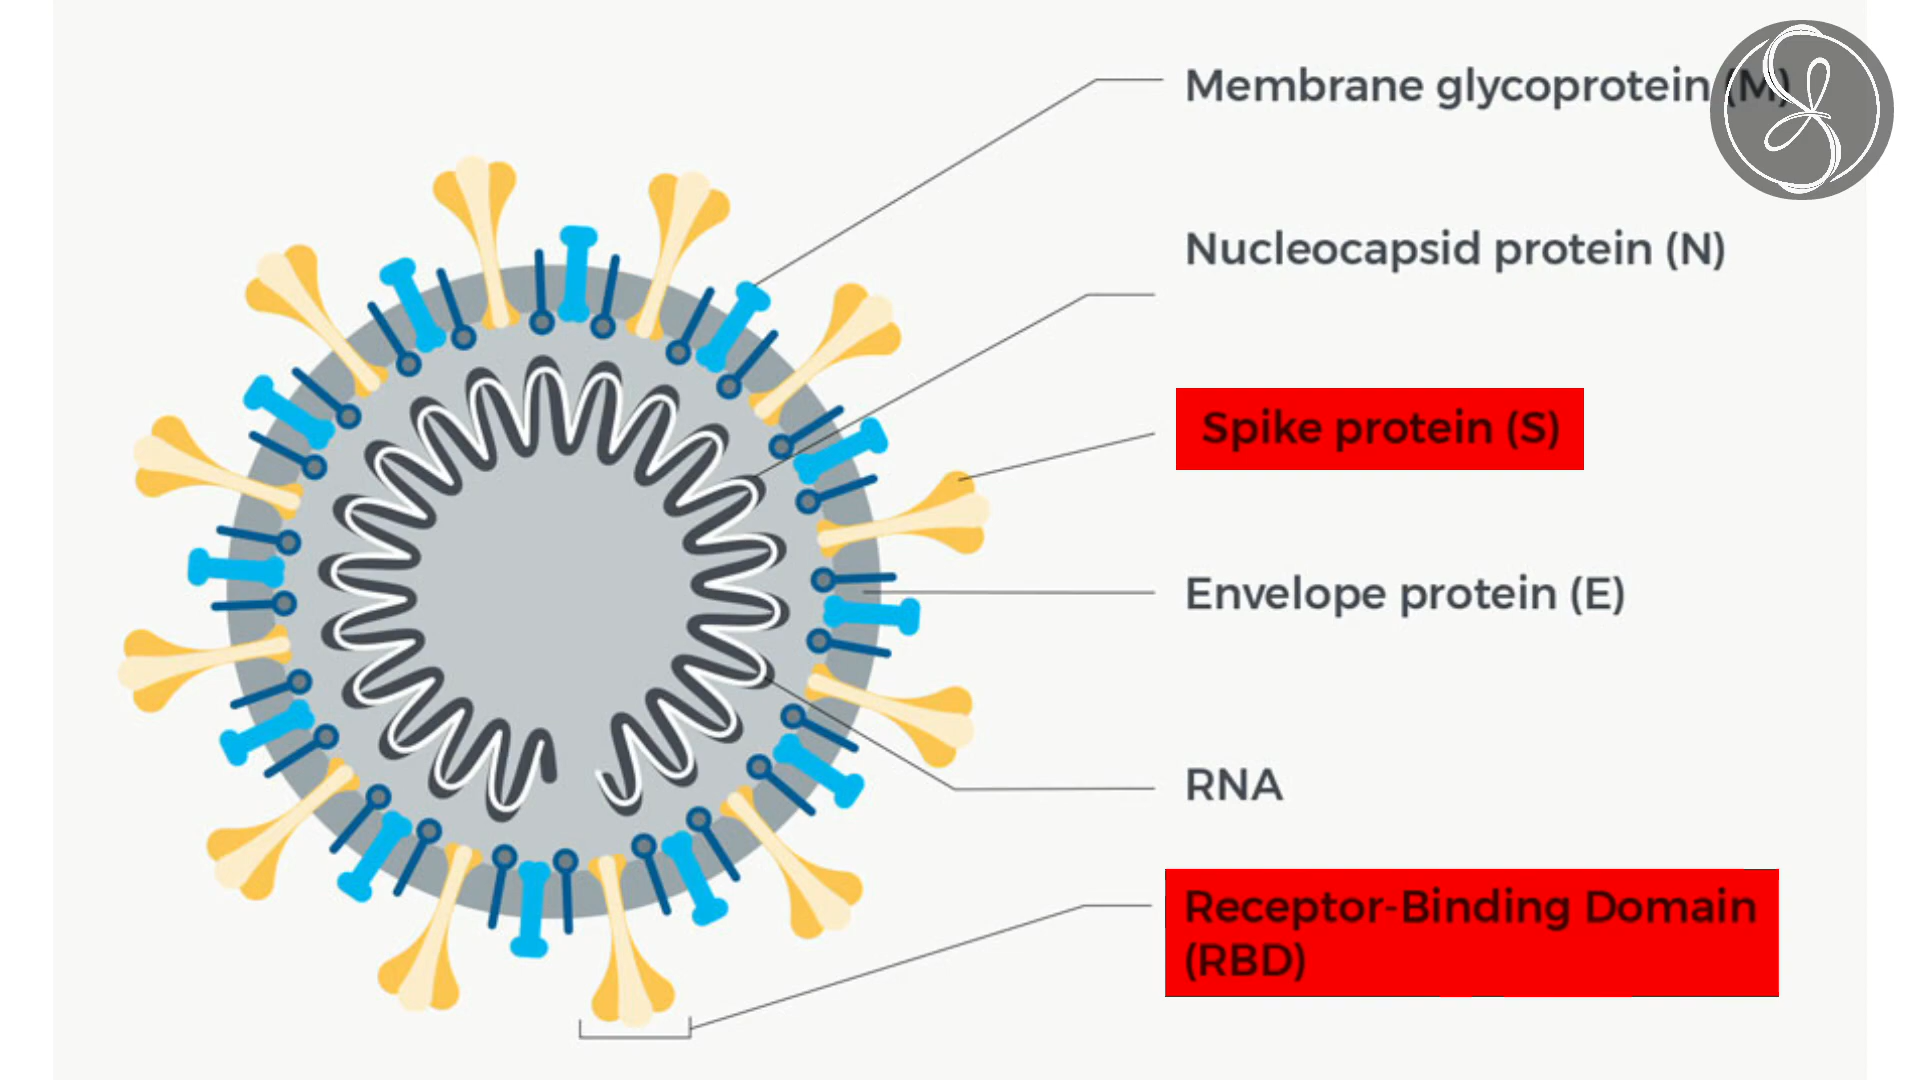 Membrane glycoprotein (M)
Nucleocapsid protein (N)
Spike protein (S)
Envelope protein (E)
RNA
Receptor-Binding Domain
(RBD)